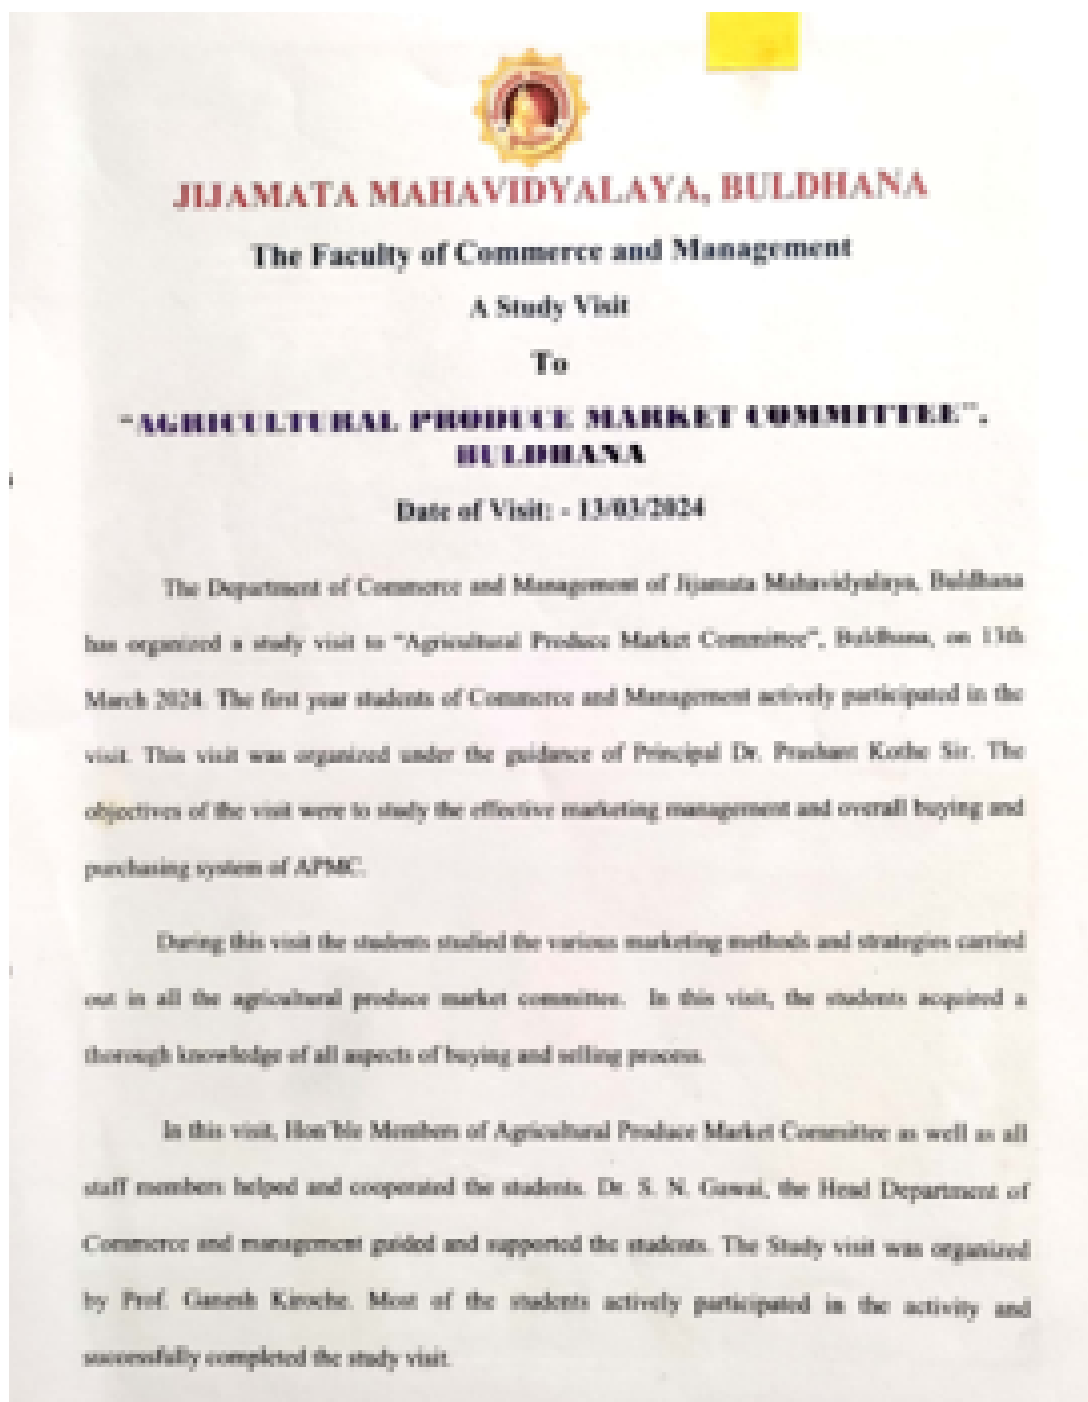 JIJAMATA MAHAVIDYALAYA, BULDHANA
The Faculty of Commerce and Management
A Study Visit
To
"AGRICULTURAL PRODUCE MARKET COMMITTEE",
BULDHANA
Date of Visit: - 13/03/2024
The Department of Commerce and Management of Jijamata Mahavidyalaya, Buldhana
has organized a study visit to "Agricultural Produce Market Committee", Buldhana, on 13th
March 2024. The first year students of Commerce and Management actively participated in the
visit. This visit was organized under the guidance of Principal Dr. Prashant Kothe Sir. The
objectives of the visit were to study the effective marketing management and overall buying and
purchasing system of APMC.
During this visit the students studied the various marketing methods and strategies carried
out in all the agricultural produce market committee. In this visit, the students acquired a
thorough knowledge of all aspects of buying and selling process.
In this visit, Hon'ble Members of Agricultural Produce Market Committee as well as all
staff members helped and cooperated the students. Dr. S. N. Gawai, the Head Department of
Commerce and management guided and supported the students. The Study visit was organized
by Prof. Ganesh Kiroche. Most of the students actively participated in the activity and
successfully completed the study visit.